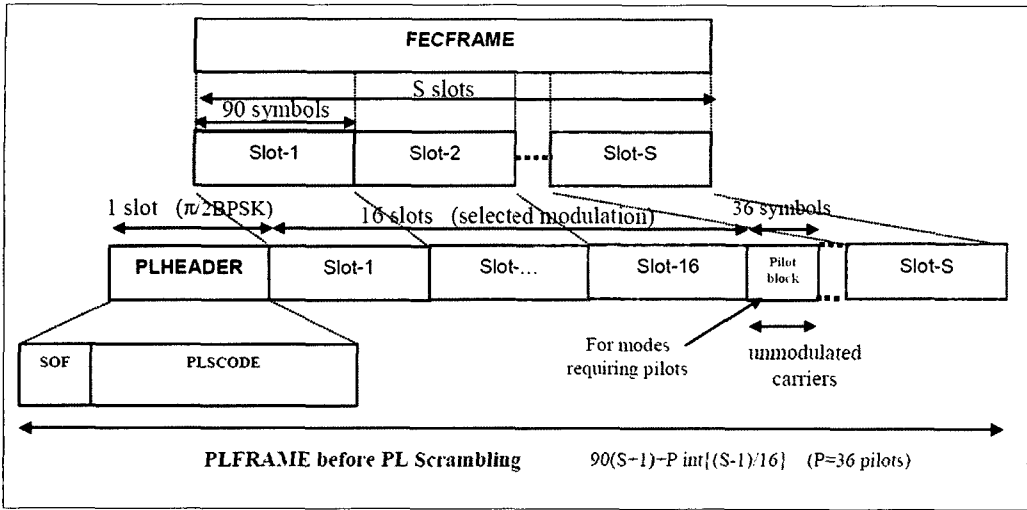 FECFRAME
S slots
90 symbols
Slot-1 Slot-2 Slot-S
1 slot (π/2BPSK) 16 slots (selected modulation) 36 symbols
PLHEADER Slot-1 Slot-... Slot-16 Pilot block Slot-S
SOF PLSCODE
For modes
requiring pilots
unmodulated
carriers
PLFRAME before PL Scrambling 90(S+1)+P int{(S-1)/16} (P=36 pilots)